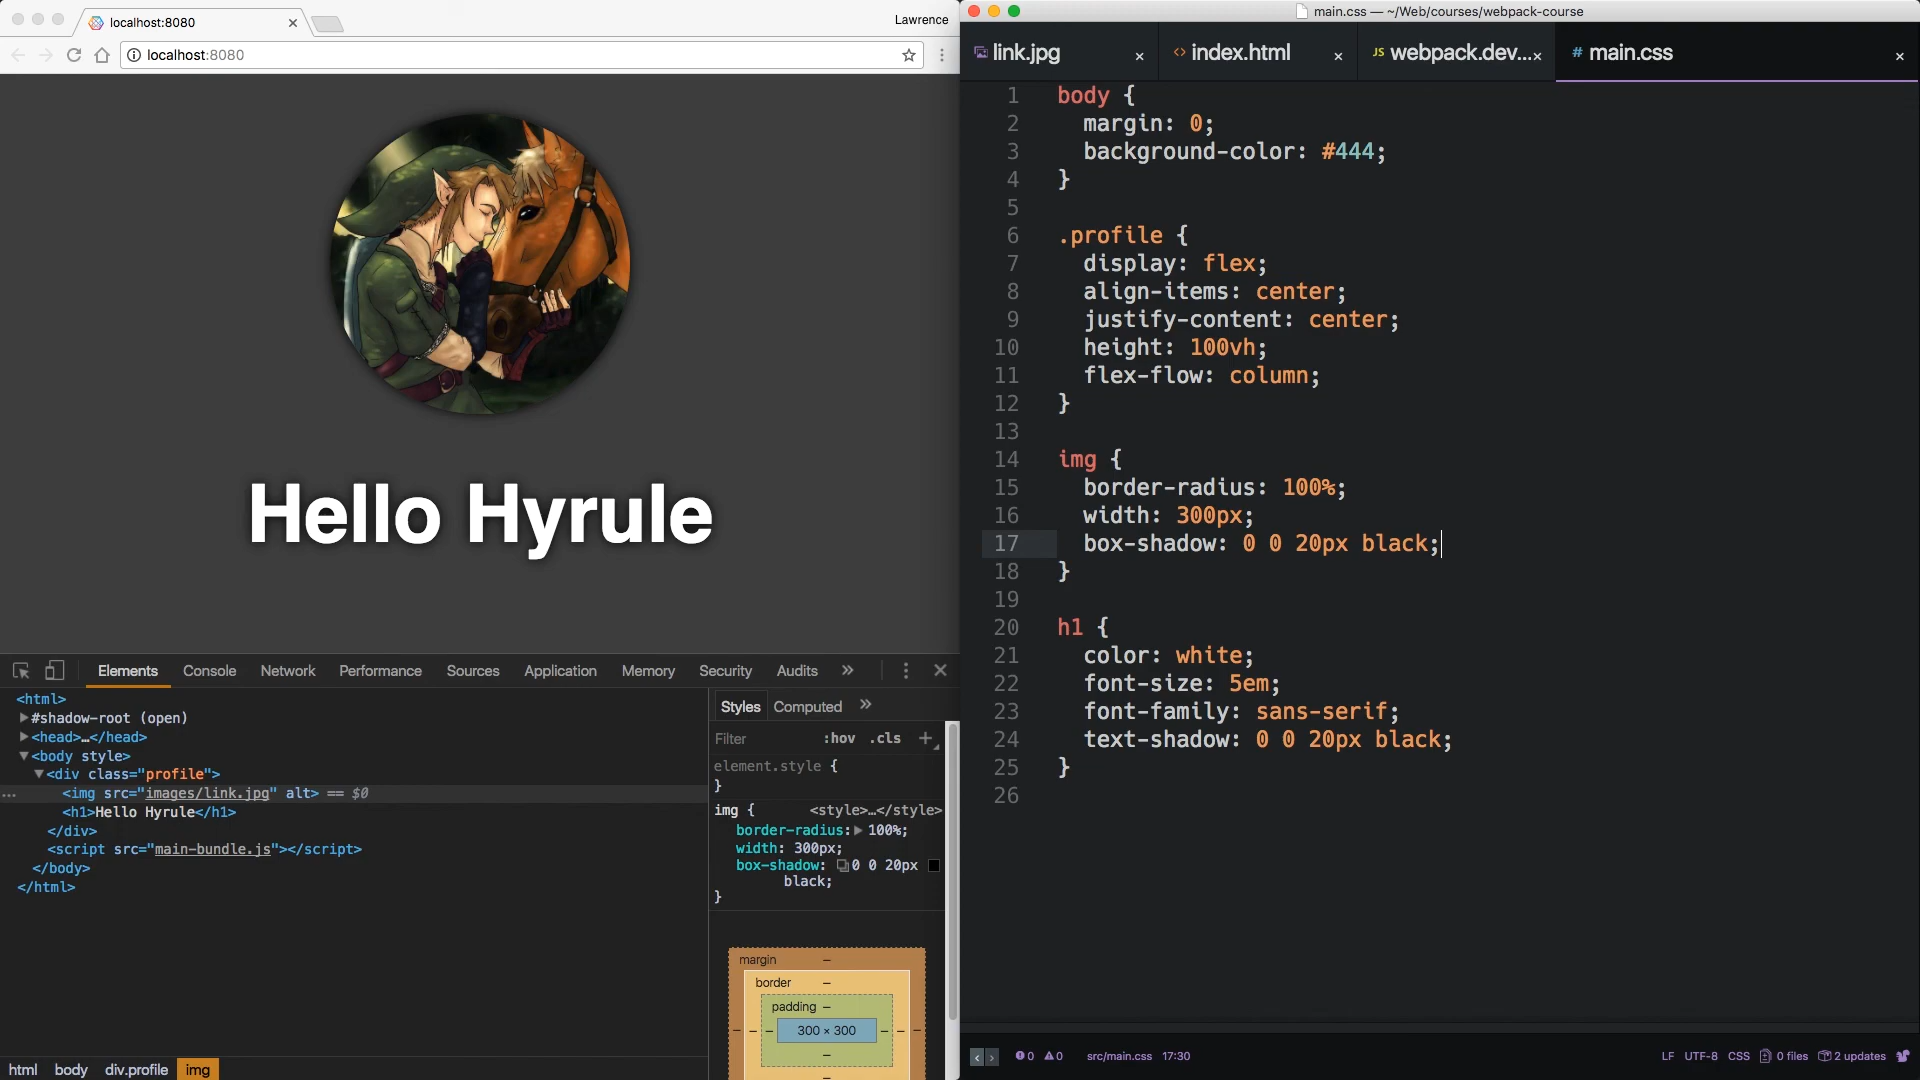 localhost:8080
Lawrence
localhost:8080
Hello Hyrule
Elements Console Network Performance Sources Application Memory Security Audits »
<html>
#shadow-root (open)
<head>…</head>
<body style>
<div class="profile">
<img src="images/link.jpg" alt> == $0
<h1>Hello Hyrule</h1>
</div>
<script src="main-bundle.js"></script>
</body>
</html>
html body div.profile img
Styles Computed »
Filter :hov .cls +
element.style {
}
img { <style>…</style>
border-radius: 100%;
width: 300px;
box-shadow: 0 0 20px
black;
}
margin –
border –
padding –
– – – 300 × 300 – – –
–
–
main.css — ~/Web/courses/webpack-course
link.jpg × <> index.html × JS webpack.dev...× # main.css ×
1 body {
2 margin: 0;
3 background-color: #444;
4 }
5
6 .profile {
7 display: flex;
8 align-items: center;
9 justify-content: center;
10 height: 100vh;
11 flex-flow: column;
12 }
13
14 img {
15 border-radius: 100%;
16 width: 300px;
17 box-shadow: 0 0 20px black;
18 }
19
20 h1 {
21 color: white;
22 font-size: 5em;
23 font-family: sans-serif;
24 text-shadow: 0 0 20px black;
25 }
26
0 0 src/main.css 17:30 LF UTF-8 CSS 0 files 2 updates